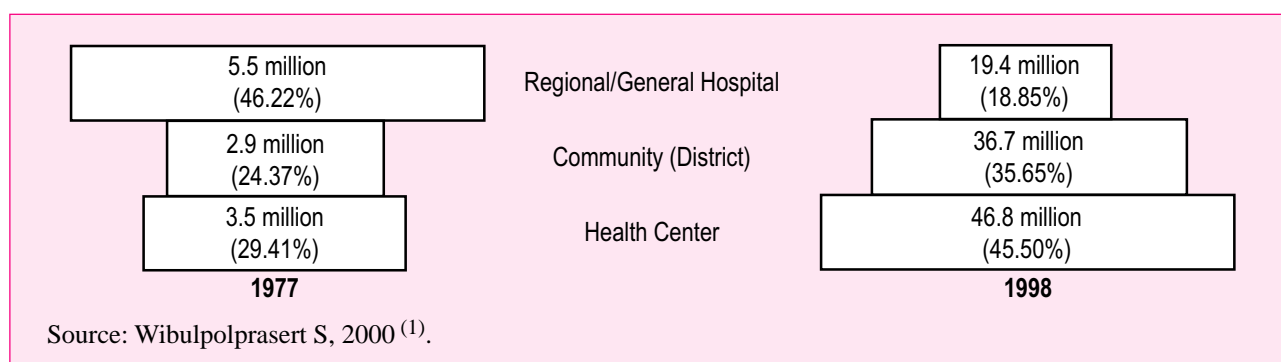 5.5 million
(46.22%)
Regional/General Hospital
19.4 million
(18.85%)
2.9 million
(24.37%)
Community (District)
36.7 million
(35.65%)
3.5 million
(29.41%)
Health Center
46.8 million
(45.50%)
1977
1998
Source: Wibulpolprasert S, 2000 (1).